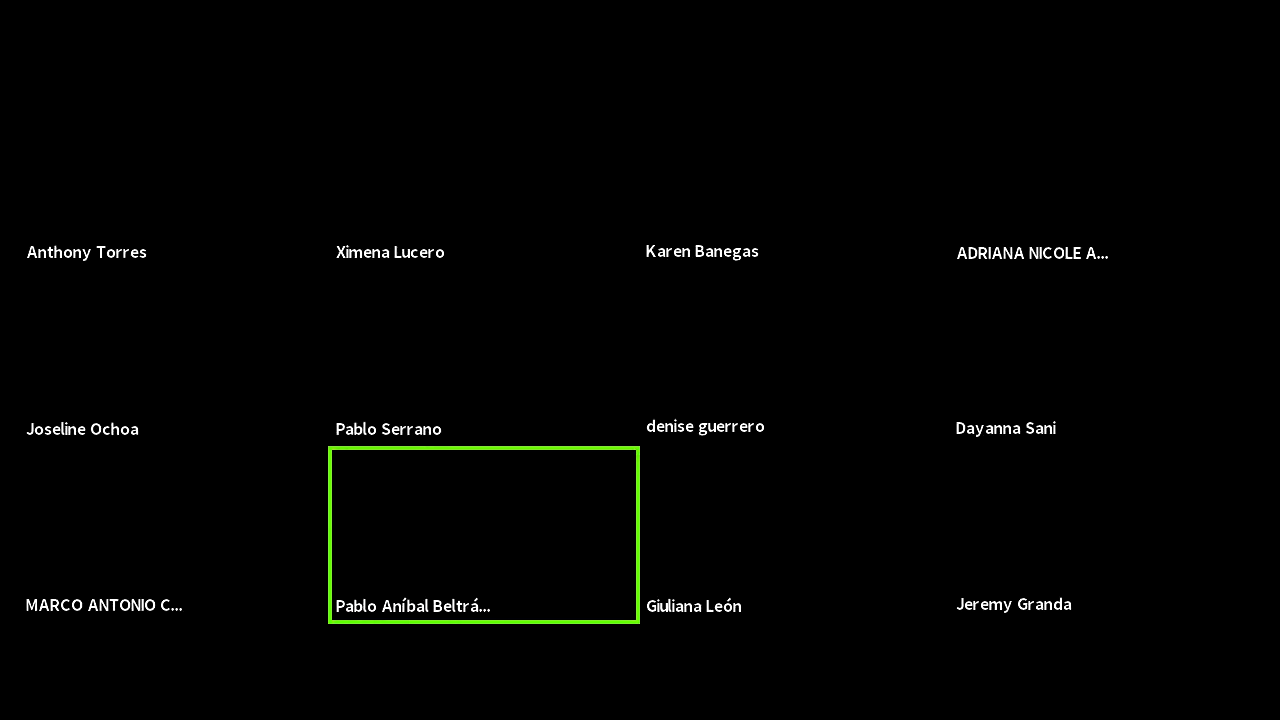 Anthony Torres
Ximena Lucero
Karen Banegas
ADRIANA NICOLE A...
Joseline Ochoa
Pablo Serrano
denise guerrero
Dayanna Sani
MARCO ANTONIO C...
Pablo Aníbal Beltrá...
Giuliana León
Jeremy Granda